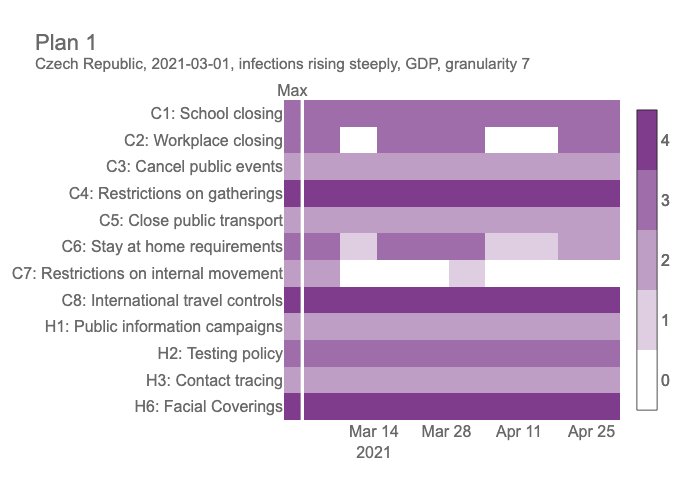 Plan 1
Czech Republic, 2021-03-01, infections rising steeply, GDP, granularity 7
Max
C1: School closing
C2: Workplace closing
C3: Cancel public events
C4: Restrictions on gatherings
C5: Close public transport
C6: Stay at home requirements
C7: Restrictions on internal movement
C8: International travel controls
H1: Public information campaigns
H2: Testing policy
H3: Contact tracing
H6: Facial Coverings
Mar 14 Mar 28 Apr 11 Apr 25
2021
4
3
2
1
0